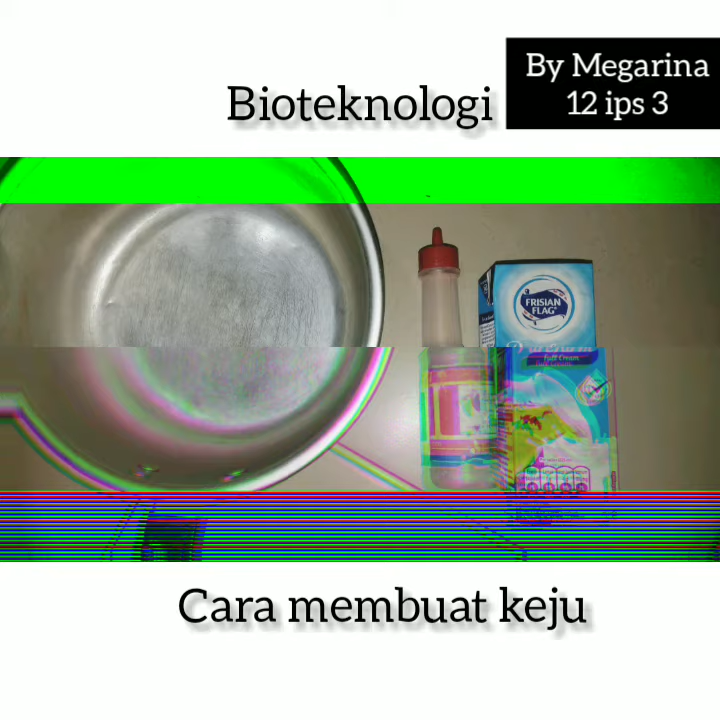 By Megarina
12 ips 3
Bioteknologi
FRISIAN
FLAG
Full Cream
Cara membuat keju